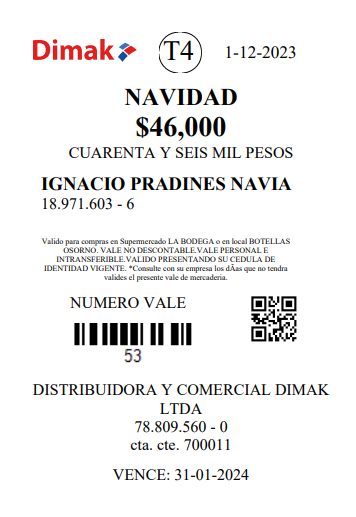 Dimak T4 1-12-2023
NAVIDAD
$46,000
CUARENTA Y SEIS MIL PESOS
IGNACIO PRADINES NAVIA
18.971.603 - 6
Valido para compras en Supermercado LA BODEGA o en local BOTELLAS
OSORNO. VALE NO DESCONTABLE.VALE PERSONAL E
INTRANSFERIBLE.VALIDO PRESENTANDO SU CEDULA DE
IDENTIDAD VIGENTE. *Consulte con su empresa los dÃas que no tendra
valides el presente vale de mercaderia.
NUMERO VALE
53
DISTRIBUIDORA Y COMERCIAL DIMAK
LTDA
78.809.560 - 0
cta. cte. 700011
VENCE: 31-01-2024